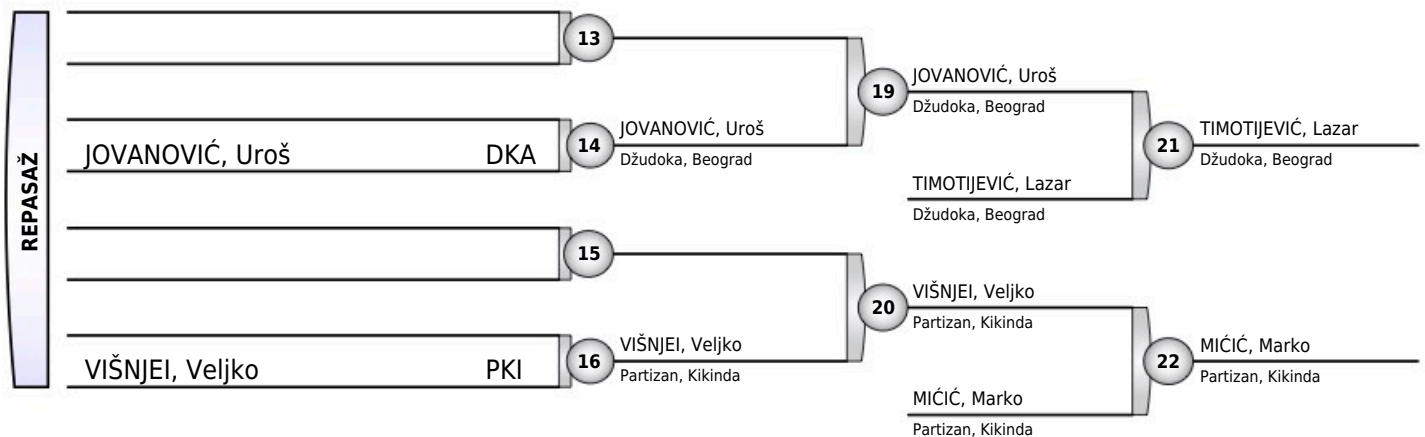 REPASAŽ
13
JOVANOVIĆ, Uroš DKA
14
JOVANOVIĆ, Uroš
Džudoka, Beograd
19
JOVANOVIĆ, Uroš
Džudoka, Beograd
TIMOTIJEVIĆ, Lazar
Džudoka, Beograd
21
TIMOTIJEVIĆ, Lazar
Džudoka, Beograd
15
VIŠNJEI, Veljko PKI
16
VIŠNJEI, Veljko
Partizan, Kikinda
20
VIŠNJEI, Veljko
Partizan, Kikinda
MIĆIĆ, Marko
Partizan, Kikinda
22
MIĆIĆ, Marko
Partizan, Kikinda